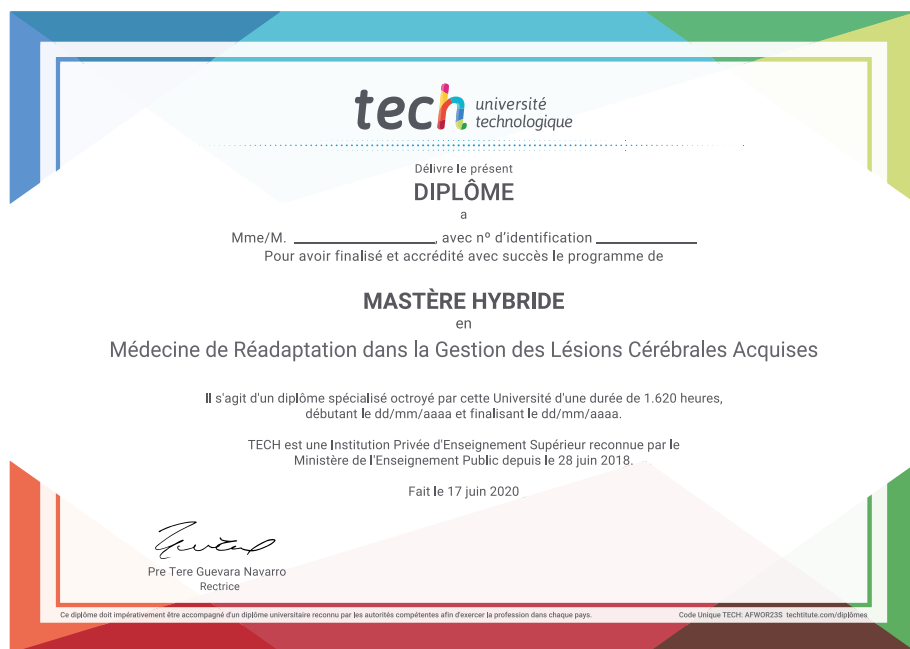 tech université
technologique
Délivre le présent
DIPLÔME
a
Mme/M. ____________, avec nº d'identification ____________
Pour avoir finalisé et accrédité avec succès le programme de
MASTÈRE HYBRIDE
en
Médecine de Réadaptation dans la Gestion des Lésions Cérébrales Acquises
Il s'agit d'un diplôme spécialisé octroyé par cette Université d'une durée de 1.620 heures,
débutant le dd/mm/aaaa et finalisant le dd/mm/aaaa.
TECH est une Institution Privée d'Enseignement Supérieur reconnue par le
Ministère de l'Enseignement Public depuis le 28 juin 2018.
Fait le 17 juin 2020
Pre Tere Guevara Navarro
Rectrice
Ce diplôme doit impérativement être accompagné d'un diplôme universitaire reconnu par les autorités compétentes afin d'exercer la profession dans chaque pays. Code Unique TECH: AFWOR23S techtitute.com/diplômes